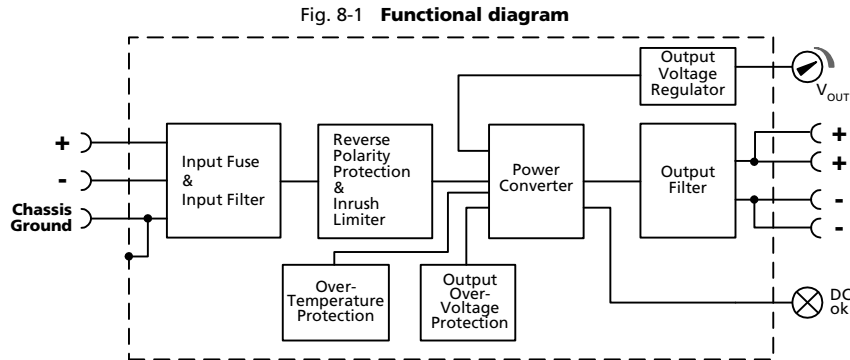 Fig. 8-1 Functional diagram
Output
Voltage
Regulator
VOUT
+
-
Chassis
Ground
Input Fuse
&
Input Filter
Reverse
Polarity
Protection
&
Inrush
Limiter
Power
Converter
Output
Filter
+
+
-
-
Over-
Temperature
Protection
Output
Over-
Voltage
Protection
DC
ok